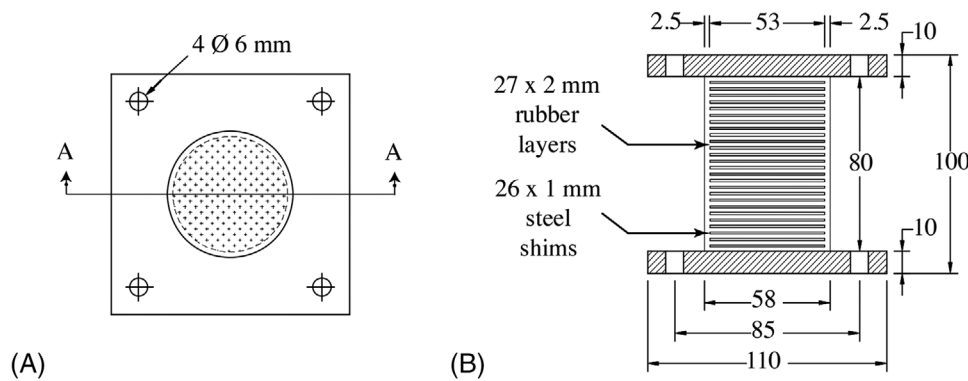 4 Ø 6 mm
A
A
(A)
2.5
53
2.5
10
27 x 2 mm
rubber
layers
80
100
26 x 1 mm
steel
shims
10
58
85
110
(B)